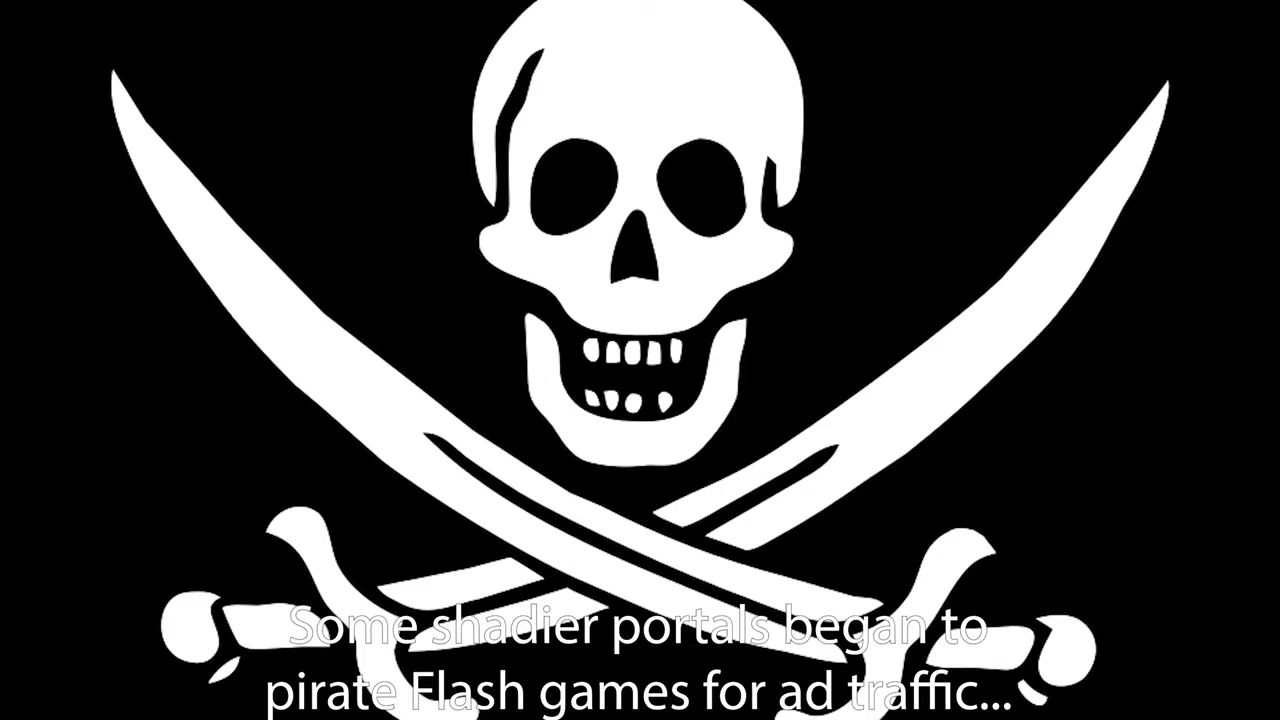 Some shadier portals began to
pirate Flash games for ad traffic...